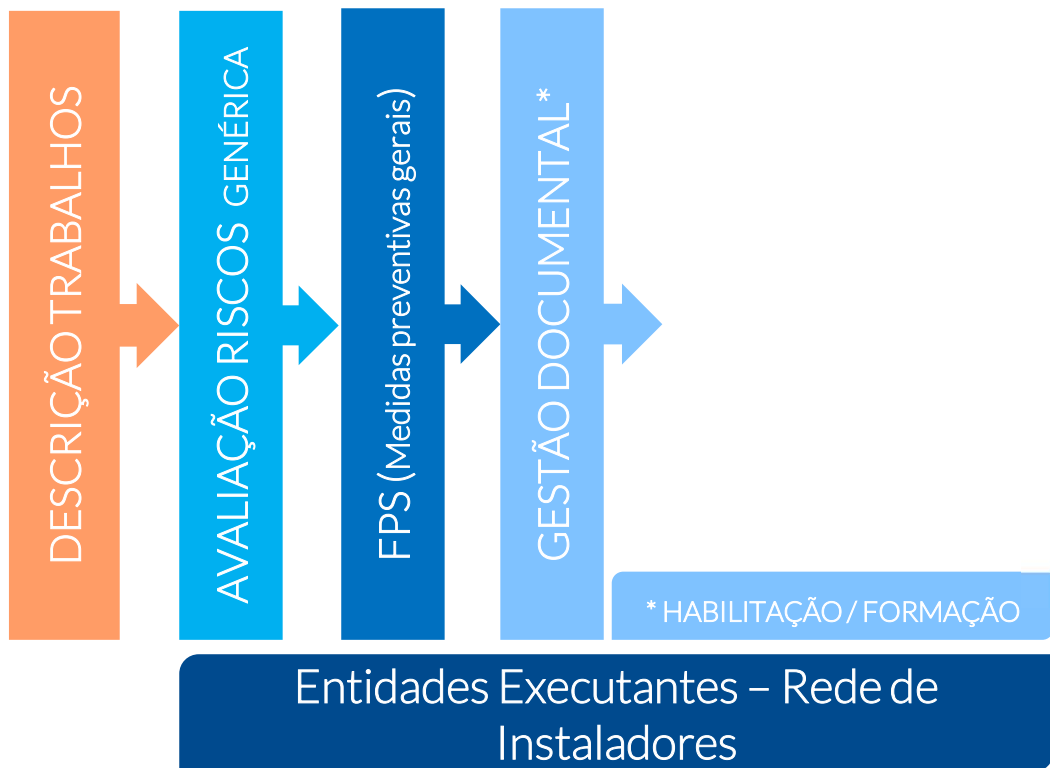 DESCRIÇÃO TRABALHOS
AVALIAÇÃO RISCOS GENÉRICA
FPS (Medidas preventivas gerais)
GESTÃO DOCUMENTAL*
* HABILITAÇÃO / FORMAÇÃO
Entidades Executantes – Rede de
Instaladores